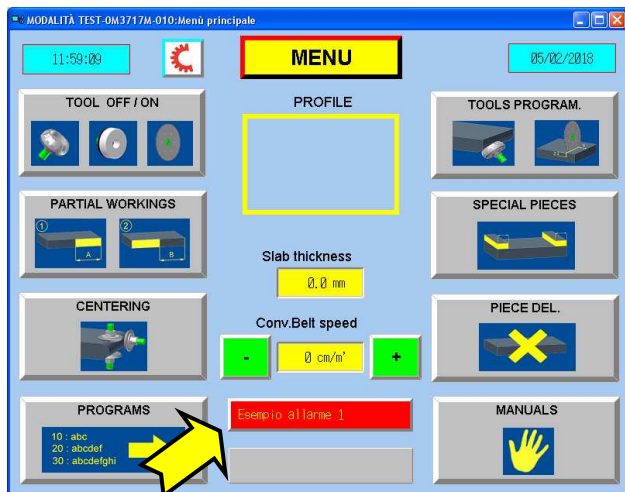 MODALITÀ TEST-0M3717M-010:Menù principale
11:59:09
MENU
05/02/2018
TOOL OFF / ON
PROFILE
TOOLS PROGRAM.
PARTIAL WORKINGS
1
2
A
B
SPECIAL PIECES
Slab thickness
0.0 mm
CENTERING
Conv.Belt speed
-
0 cm/m'
+
PIECE DEL.
PROGRAMS
10 : abc
20 : abcdef
30 : abcdefghi
Esempio allarme 1
MANUALS